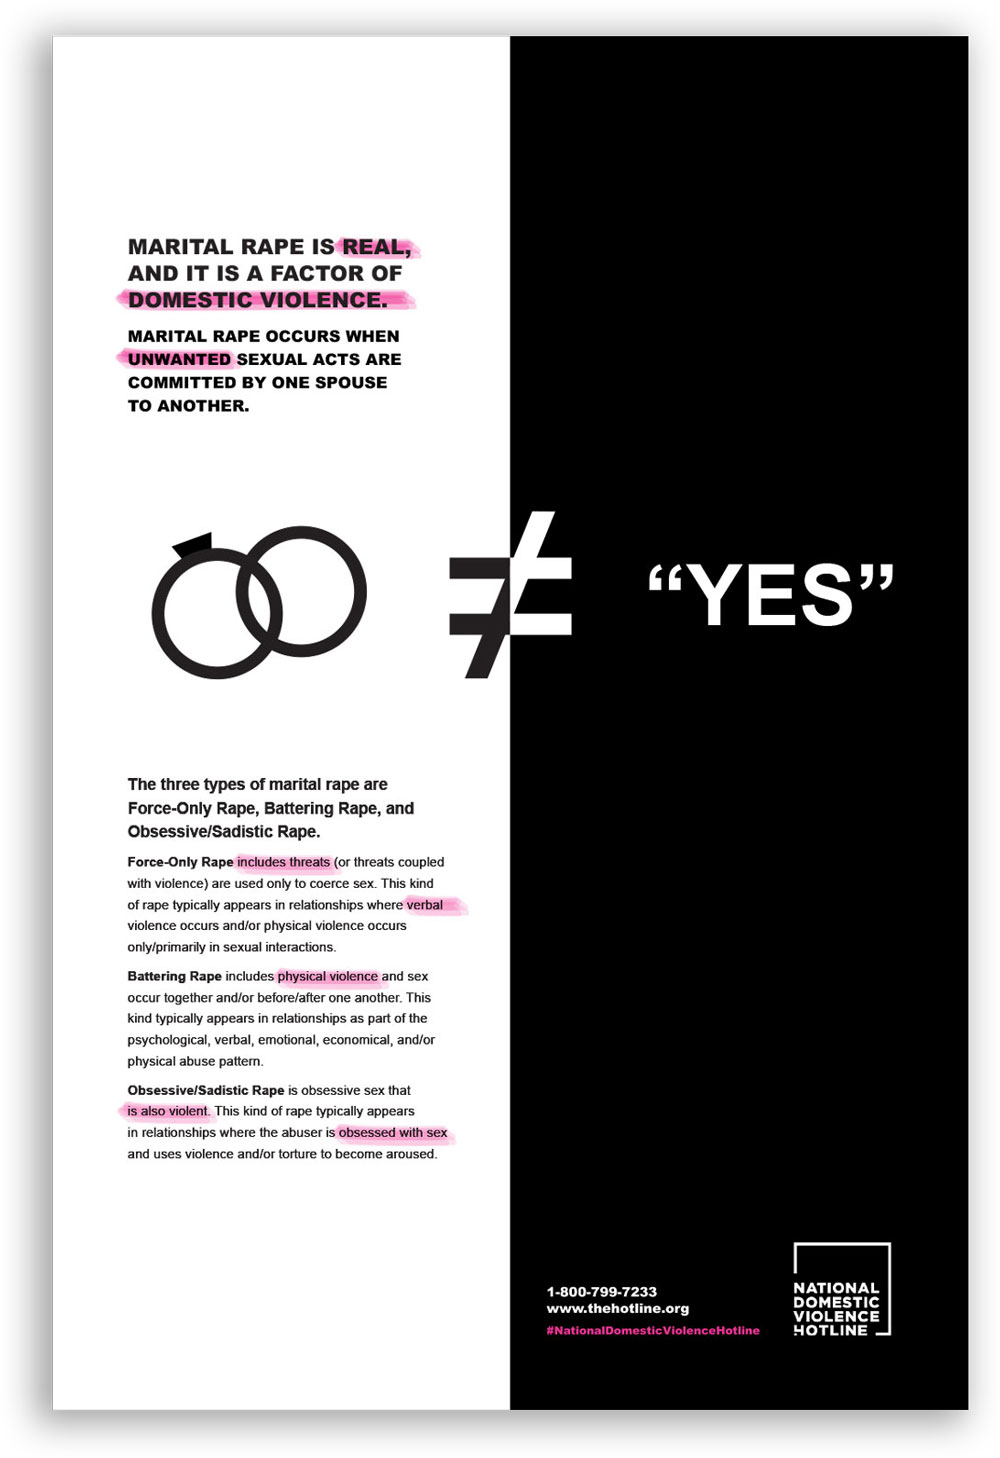 MARITAL RAPE IS REAL,
AND IT IS A FACTOR OF
DOMESTIC VIOLENCE.
MARITAL RAPE OCCURS WHEN
UNWANTED SEXUAL ACTS ARE
COMMITTED BY ONE SPOUSE
TO ANOTHER.
≠ “YES”
The three types of marital rape are
Force-Only Rape, Battering Rape, and
Obsessive/Sadistic Rape.
Force-Only Rape includes threats (or threats coupled
with violence) are used only to coerce sex. This kind
of rape typically appears in relationships where verbal
violence occurs and/or physical violence occurs
only/primarily in sexual interactions.
Battering Rape includes physical violence and sex
occur together and/or before/after one another. This
kind typically appears in relationships as part of the
psychological, verbal, emotional, economical, and/or
physical abuse pattern.
Obsessive/Sadistic Rape is obsessive sex that
is also violent. This kind of rape typically appears
in relationships where the abuser is obsessed with sex
and uses violence and/or torture to become aroused.
1-800-799-7233
www.thehotline.org
#NationalDomesticViolenceHotline
NATIONAL
DOMESTIC
VIOLENCE
HOTLINE